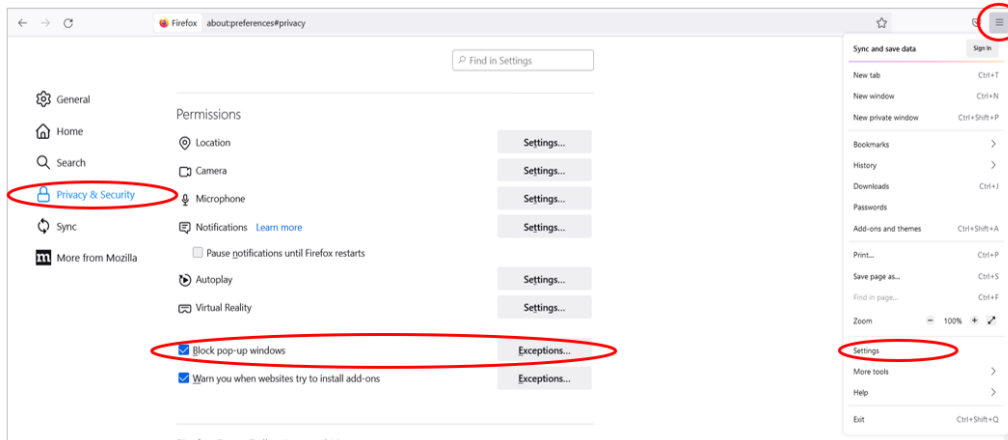 Firefox about:preferences#privacy
Find in Settings
General
Home
Search
Privacy & Security
Sync
m More from Mozilla
Permissions
Location Settings...
Camera Settings...
Microphone Settings...
Notifications Learn more Settings...
Pause notifications until Firefox restarts
Autoplay Settings...
Virtual Reality Settings...
Block pop-up windows Exceptions...
Warn you when websites try to install add-ons Exceptions...
Sync and save data Sign In
New tab Ctrl+T
New window Ctrl+N
New private window Ctrl+Shift+P
Bookmarks
History
Downloads Ctrl+J
Passwords
Add-ons and themes Ctrl+Shift+A
Print... Ctrl+P
Save page as... Ctrl+S
Find in page... Ctrl+F
Zoom 100%
Settings
More tools
Help
Exit Ctrl+Shift+Q